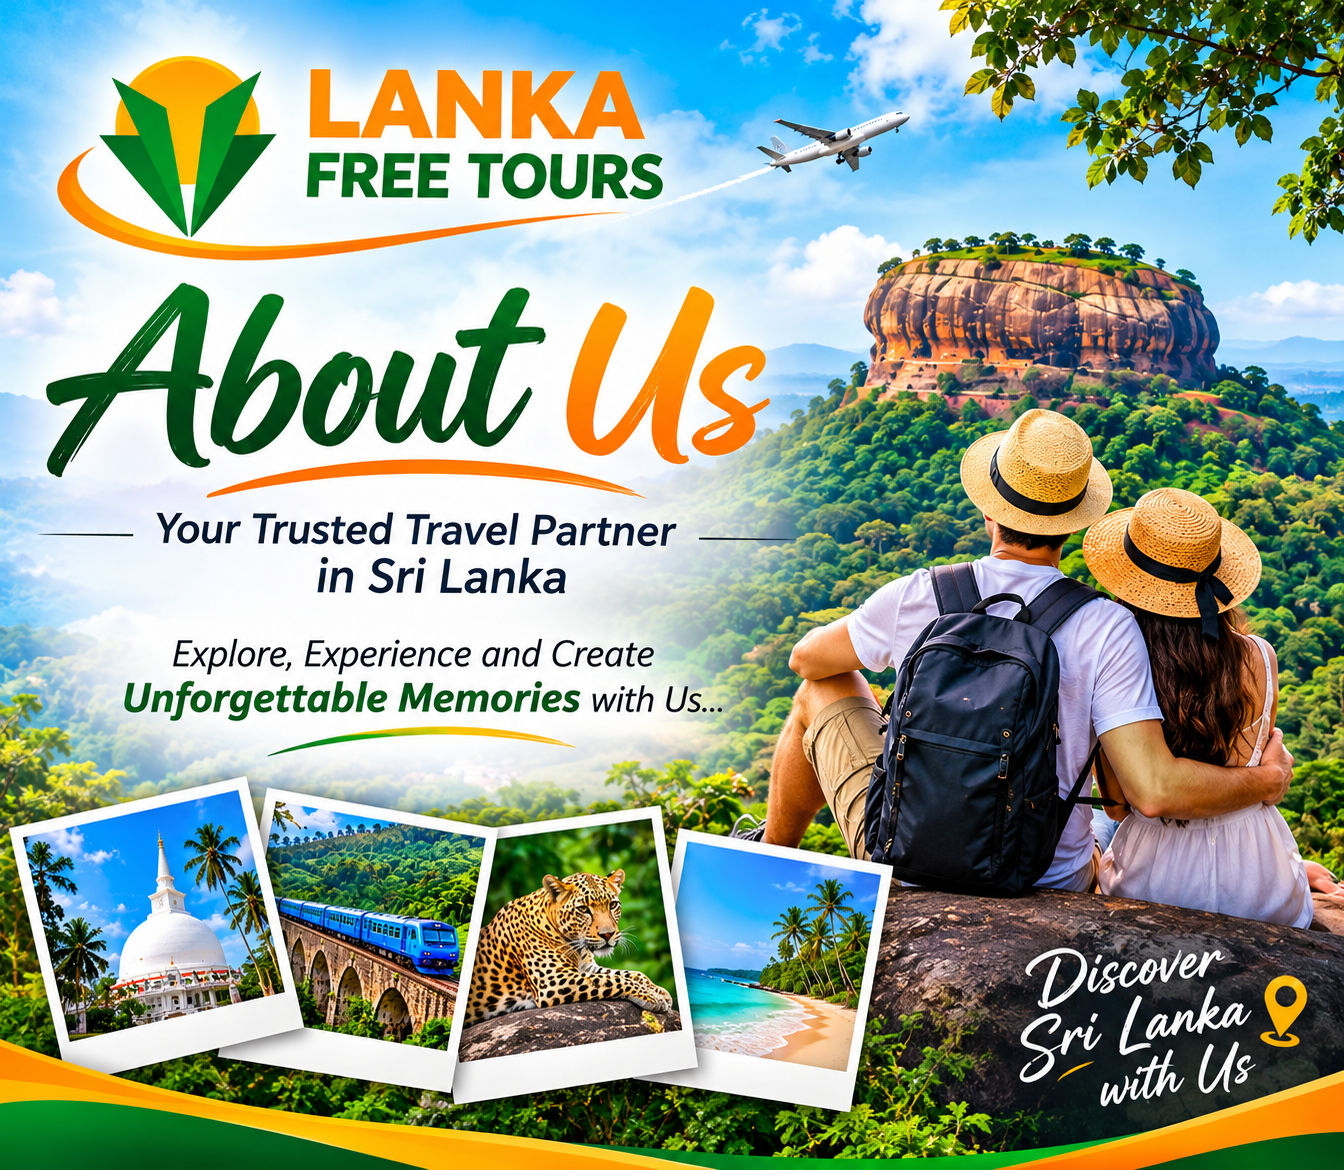 LANKA
FREE TOURS
About Us
Your Trusted Travel Partner
in Sri Lanka
Explore, Experience and Create
Unforgettable Memories with Us...
Discover
Sri Lanka
with Us